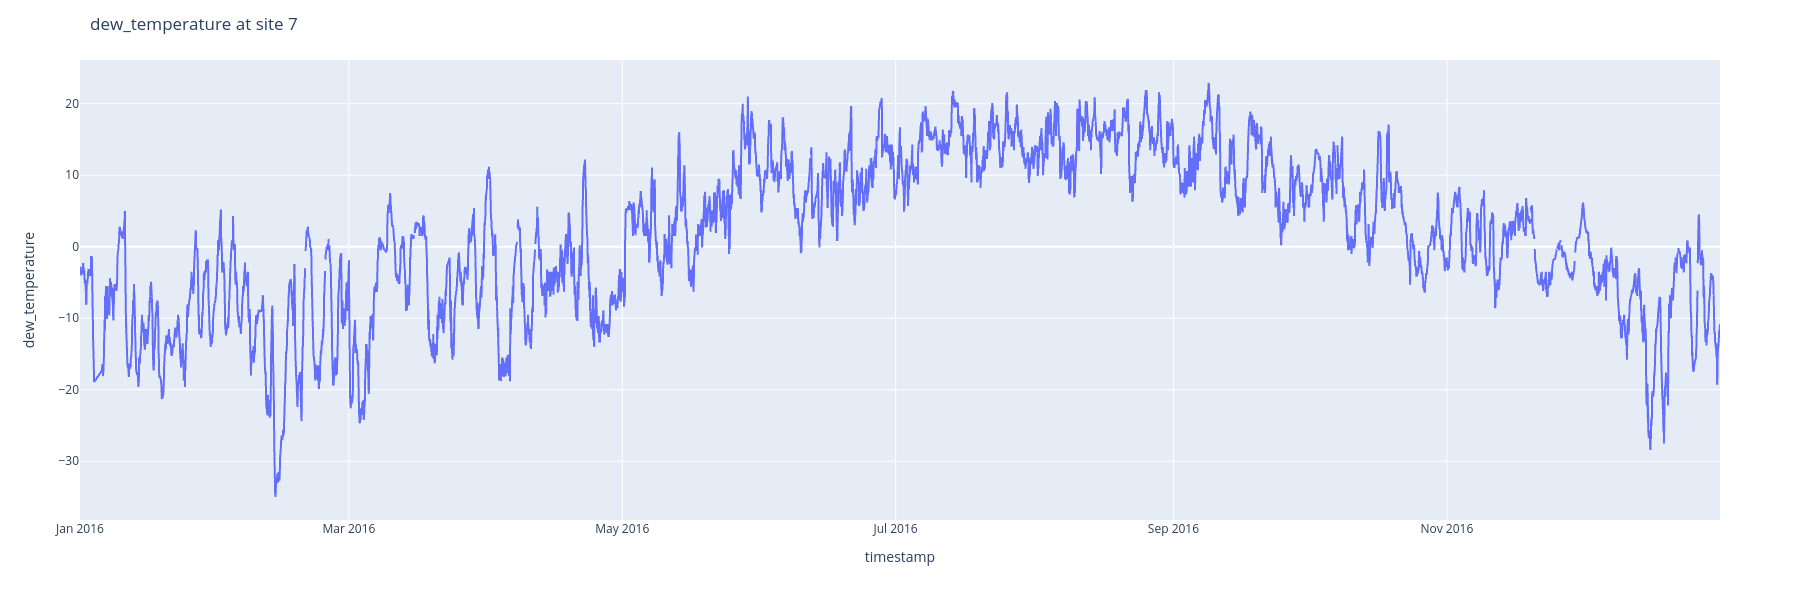 dew_temperature at site 7
dew_temperature
20
10
0
−10
−20
−30
Jan 2016
Mar 2016
May 2016
Jul 2016
Sep 2016
Nov 2016
timestamp